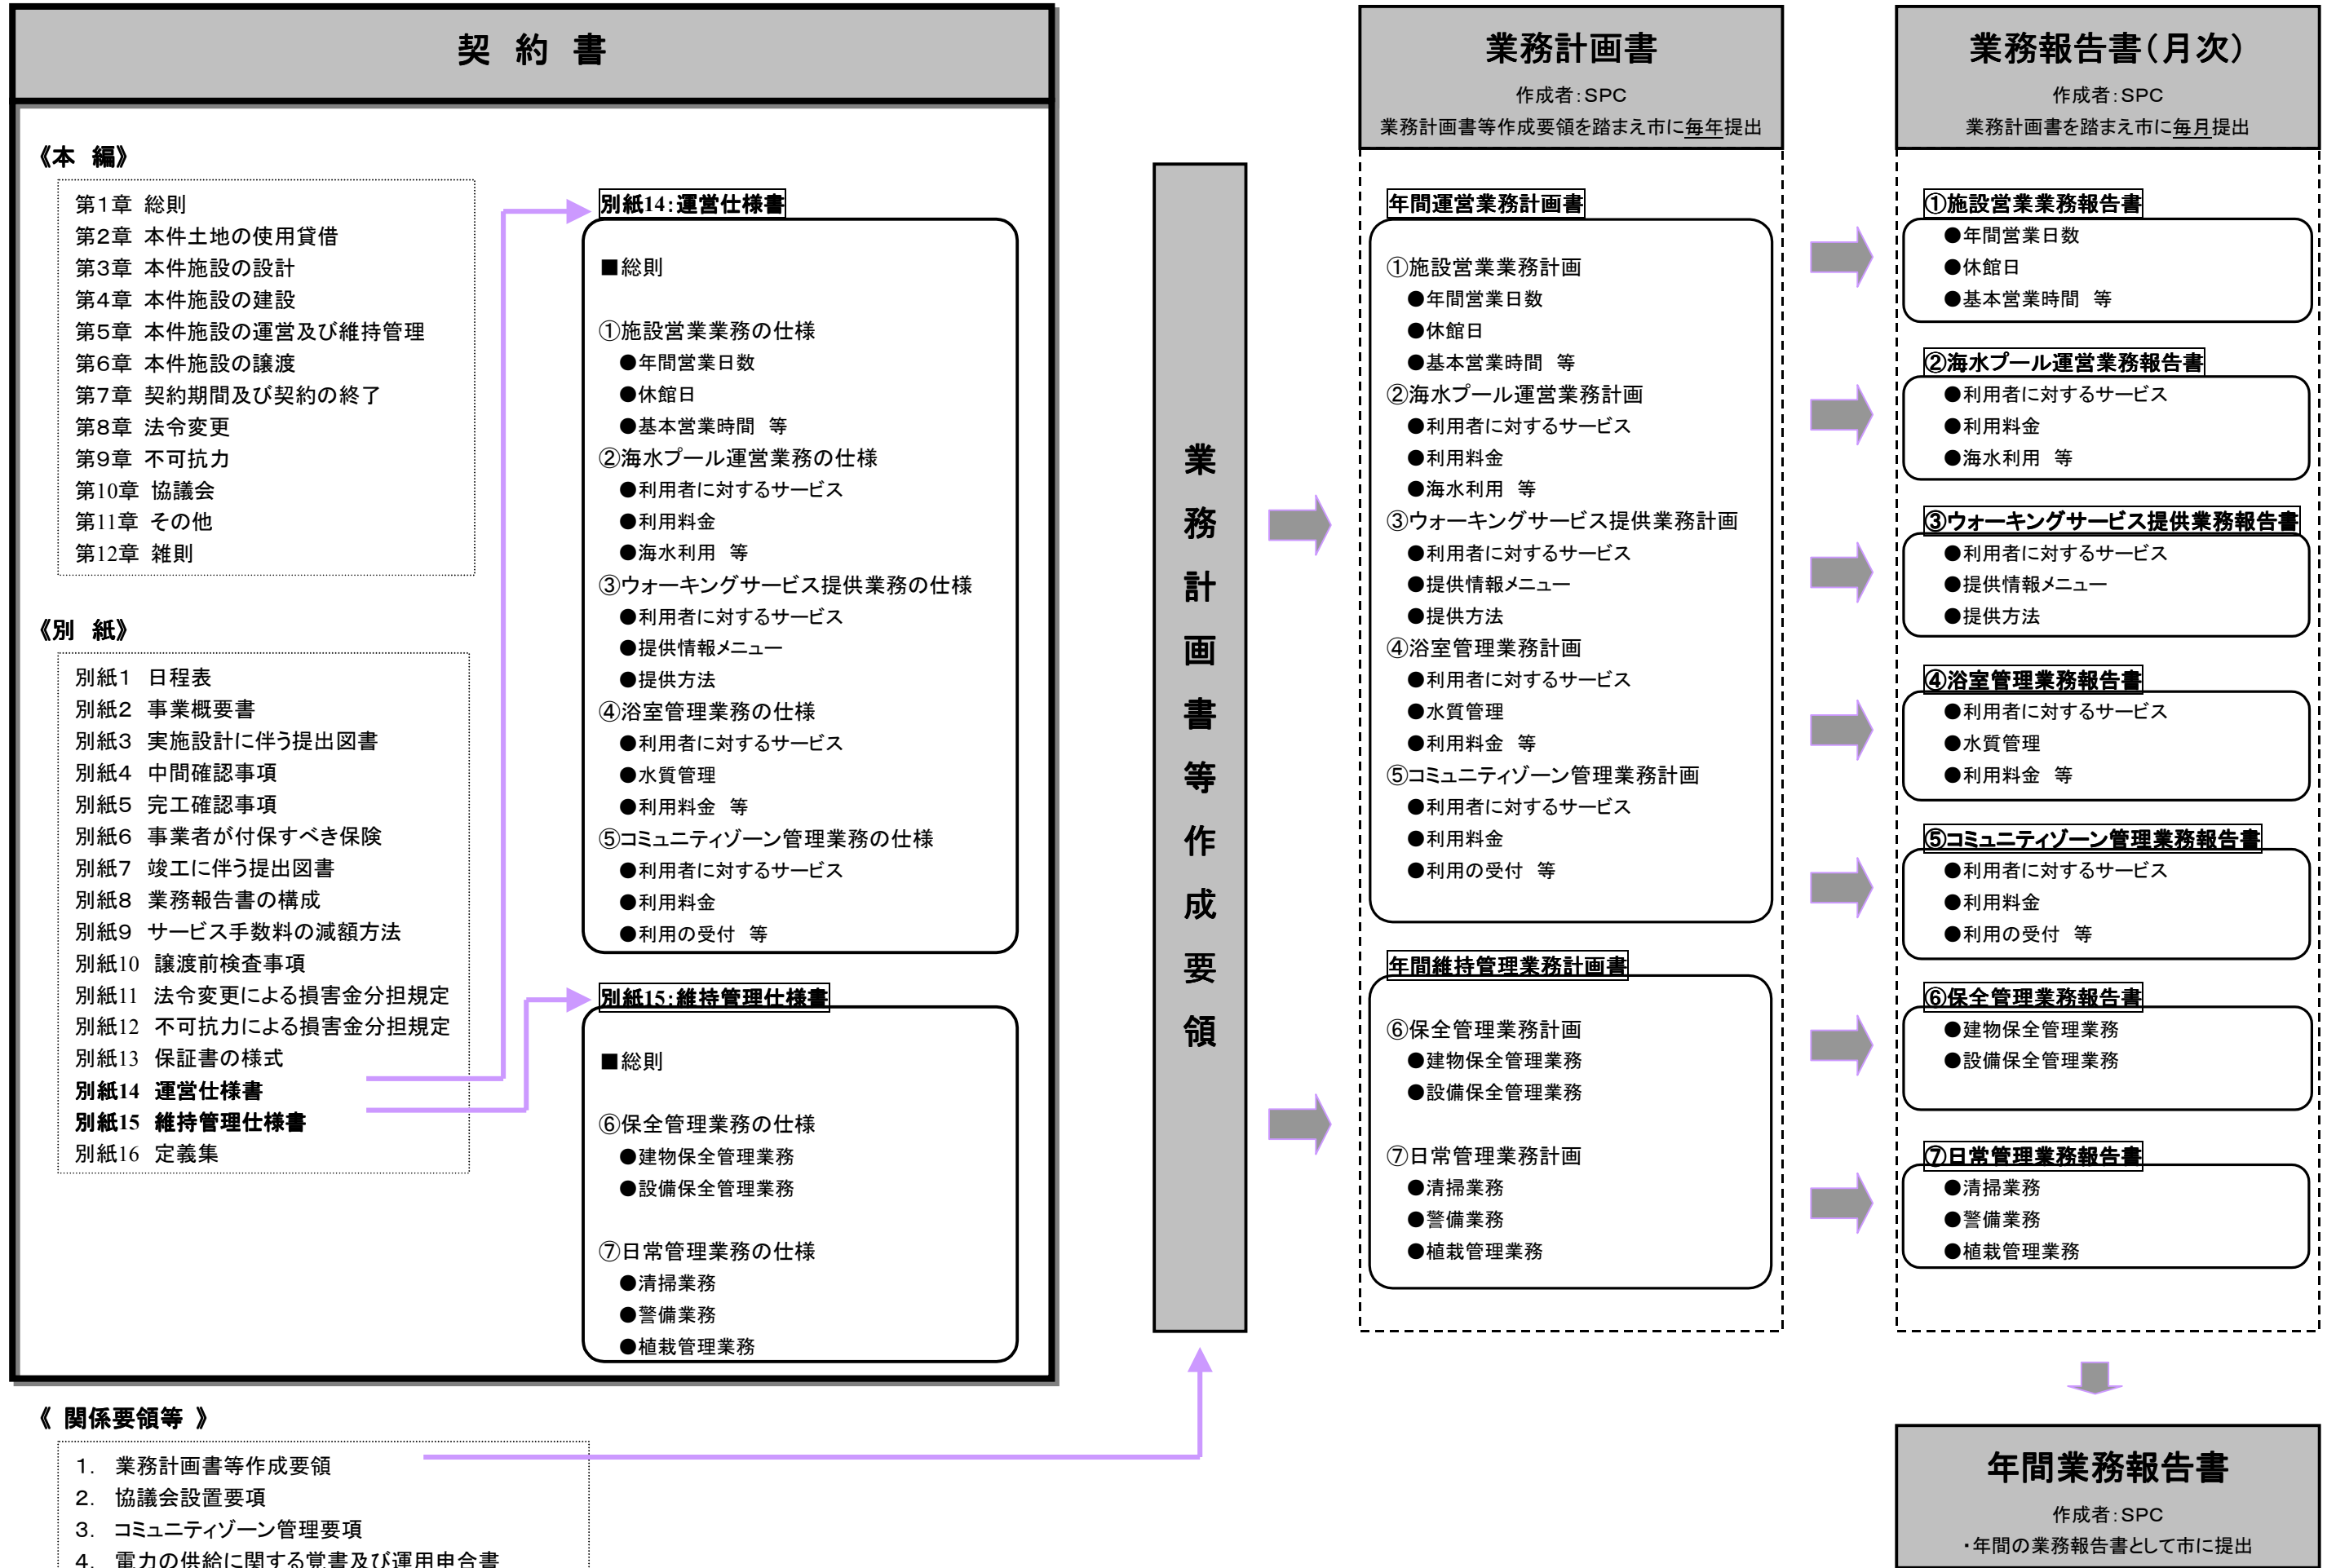 契 約 書
《本 編》
第1章 総則
第2章 本件土地の使用貸借
第3章 本件施設の設計
第4章 本件施設の建設
第5章 本件施設の運営及び維持管理
第6章 本件施設の譲渡
第7章 契約期間及び契約の終了
第8章 法令変更
第9章 不可抗力
第10章 協議会
第11章 その他
第12章 雑則
《別 紙》
別紙1 日程表
別紙2 事業概要書
別紙3 実施設計に伴う提出図書
別紙4 中間確認事項
別紙5 完工確認事項
別紙6 事業者が付保すべき保険
別紙7 竣工に伴う提出図書
別紙8 業務報告書の構成
別紙9 サービス手数料の減額方法
別紙10 譲渡前検査事項
別紙11 法令変更による損害金分担規定
別紙12 不可抗力による損害金分担規定
別紙13 保証書の様式
別紙14 運営仕様書
別紙15 維持管理仕様書
別紙16 定義集
別紙14:運営仕様書
■総則
①施設営業業務の仕様
●年間営業日数
●休館日
●基本営業時間 等
②海水プール運営業務の仕様
●利用者に対するサービス
●利用料金
●海水利用 等
③ウォーキングサービス提供業務の仕様
●利用者に対するサービス
●提供情報メニュー
●提供方法
④浴室管理業務の仕様
●利用者に対するサービス
●水質管理
●利用料金 等
⑤コミュニティゾーン管理業務の仕様
●利用者に対するサービス
●利用料金
●利用の受付 等
別紙15:維持管理仕様書
■総則
⑥保全管理業務の仕様
●建物保全管理業務
●設備保全管理業務
⑦日常管理業務の仕様
●清掃業務
●警備業務
●植栽管理業務
《 関係要領等 》
1. 業務計画書等作成要領
2. 協議会設置要項
3. コミュニティゾーン管理要項
4. 電力の供給に関する覚書及び運用申合書
業務計画書等作成要領
業務計画書
作成者:SPC
業務計画書等作成要領を踏まえ市に毎年提出
年間運営業務計画書
①施設営業業務計画
●年間営業日数
●休館日
●基本営業時間 等
②海水プール運営業務計画
●利用者に対するサービス
●利用料金
●海水利用 等
③ウォーキングサービス提供業務計画
●利用者に対するサービス
●提供情報メニュー
●提供方法
④浴室管理業務計画
●利用者に対するサービス
●水質管理
●利用料金 等
⑤コミュニティゾーン管理業務計画
●利用者に対するサービス
●利用料金
●利用の受付 等
年間維持管理業務計画書
⑥保全管理業務計画
●建物保全管理業務
●設備保全管理業務
⑦日常管理業務計画
●清掃業務
●警備業務
●植栽管理業務
業務報告書(月次)
作成者:SPC
業務計画書を踏まえ市に毎月提出
①施設営業業務報告書
●年間営業日数
●休館日
●基本営業時間 等
②海水プール運営業務報告書
●利用者に対するサービス
●利用料金
●海水利用 等
③ウォーキングサービス提供業務報告書
●利用者に対するサービス
●提供情報メニュー
●提供方法
④浴室管理業務報告書
●利用者に対するサービス
●水質管理
●利用料金 等
⑤コミュニティゾーン管理業務報告書
●利用者に対するサービス
●利用料金
●利用の受付 等
⑥保全管理業務報告書
●建物保全管理業務
●設備保全管理業務
⑦日常管理業務報告書
●清掃業務
●警備業務
●植栽管理業務
年間業務報告書
作成者:SPC
・年間の業務報告書として市に提出